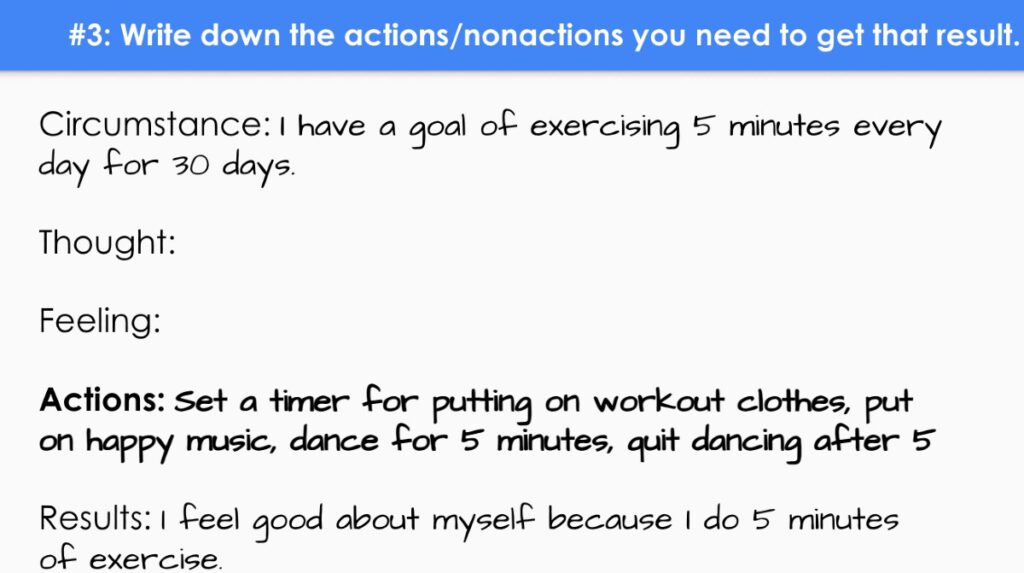 #3: Write down the actions/nonactions you need to get that result.
Circumstance: I have a goal of exercising 5 minutes every
day for 30 days.
Thought:
Feeling:
Actions: Set a timer for putting on workout clothes, put
on happy music, dance for 5 minutes, quit dancing after 5
Results: I feel good about myself because I do 5 minutes
of exercise.